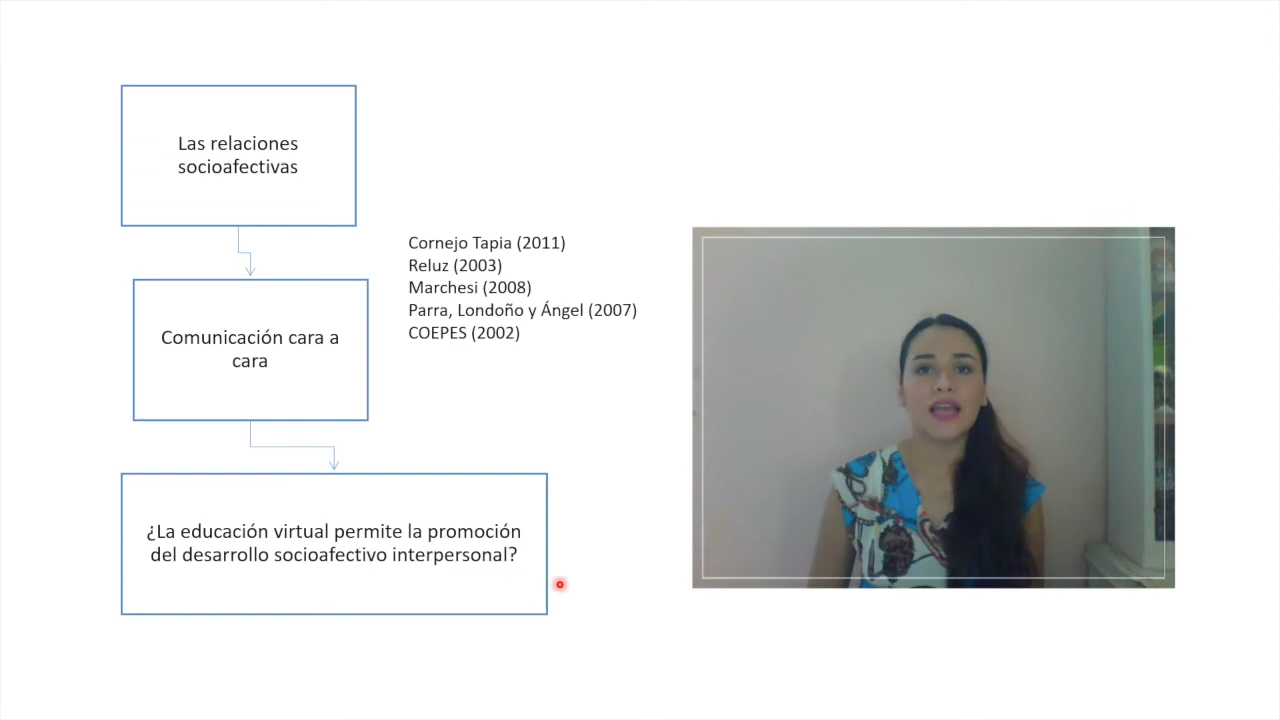 Las relaciones
socioafectivas
Cornejo Tapia (2011)
Reluz (2003)
Marchesi (2008)
Parra, Londoño y Ángel (2007)
COEPES (2002)
Comunicación cara a
cara
¿La educación virtual permite la promoción
del desarrollo socioafectivo interpersonal?